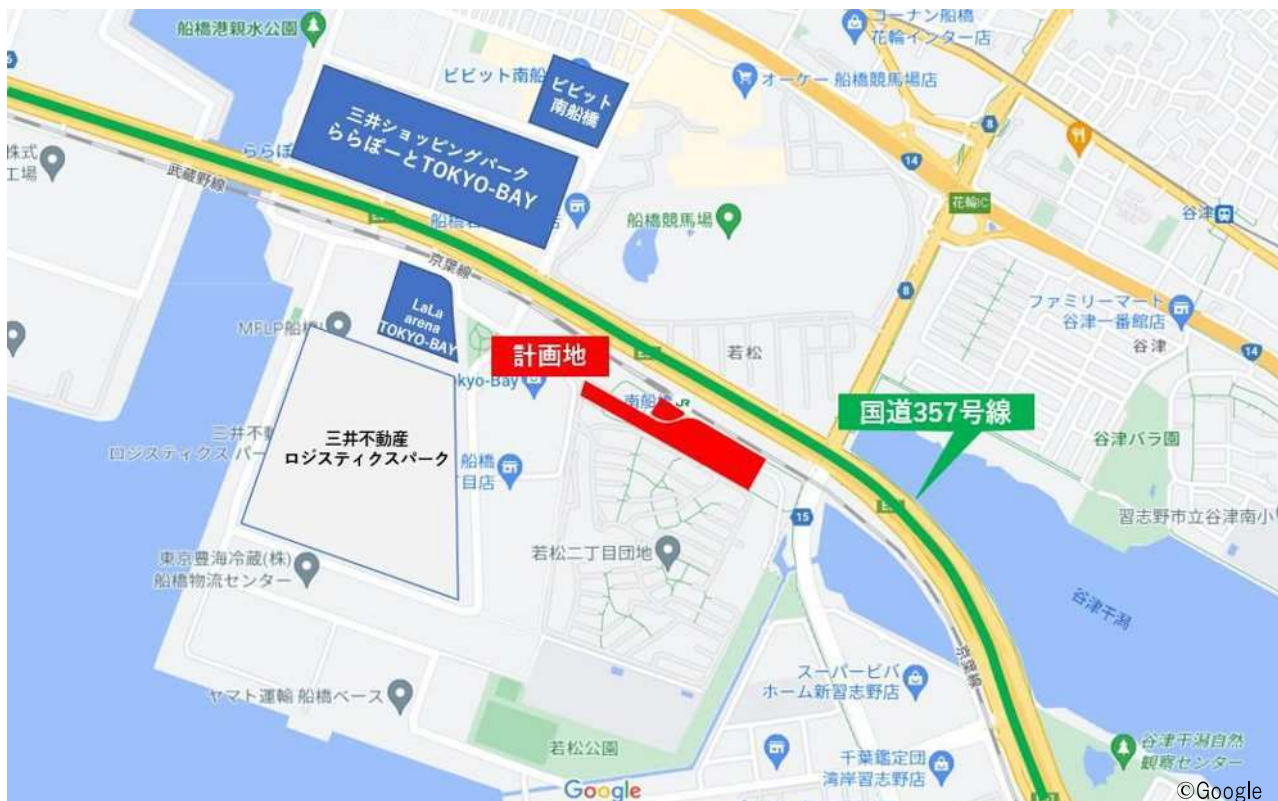 船橋港親水公園
コーナン船橋
花輪インター店
ビビット南船
オーケー 船橋競馬場店
ビビット
南船橋
三井ショッピングパーク
ららぽーとTOKYO-BAY
8
14
花輪IC
谷津
株式
工場
ららぽ
武蔵野線
船橋競馬場
8
京葉線
LaLa
arena
TOKYO-BAY
ファミリーマート
谷津一番館店
計画地
若松
谷津
14
kyo-Bay
南船橋
JR
国道357号線
三井不動産
ロジスティクスパーク
三井不動
ロジスティクス パー
船橋
目店
谷津バラ園
15
習志野市立谷津南小
東京豊海冷蔵(株)
船橋物流センター
若松二丁目団地
谷津干潟
京葉線
スーパービバ
ホーム新習志野店
ヤマト運輸 船橋ベース
若松公園
千葉鑑定団
湾岸習志野店
谷津干潟自然
観察センター
Google
©Google